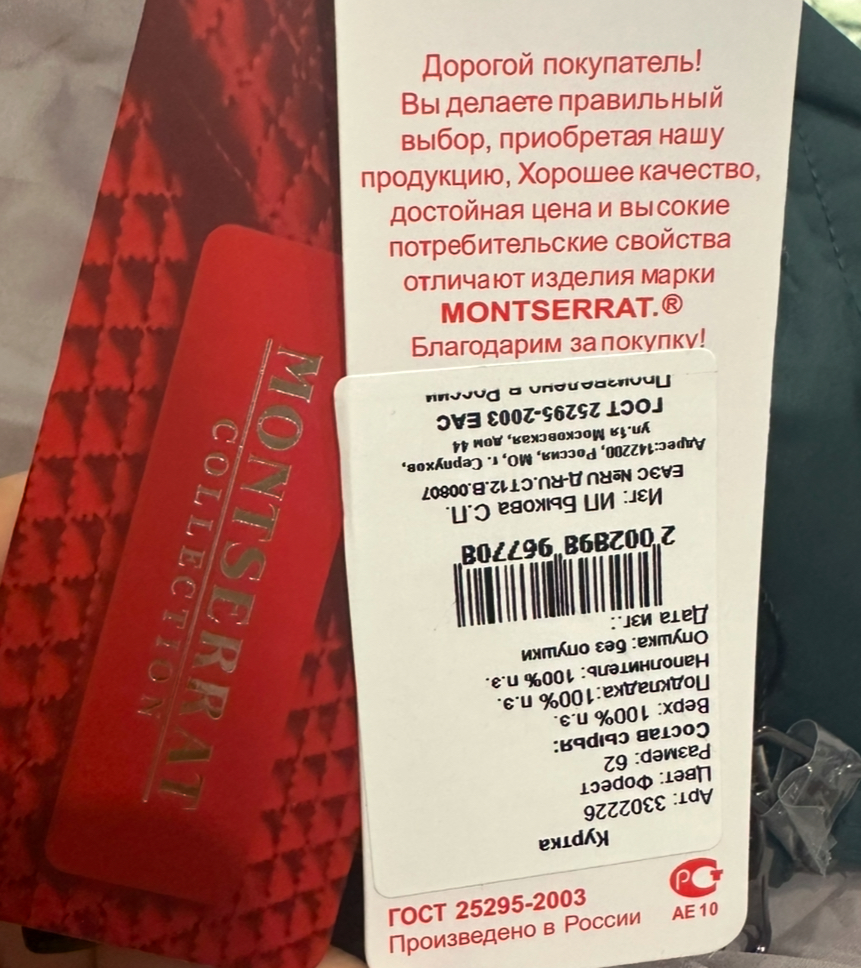 MONTSERRAT
COLLECTION
Дорогой покупатель!
Вы делаете правильный
выбор, приобретая нашу
продукцию, Хорошее качество,
достойная цена и высокие
потребительские свойства
отличают изделия марки
MONTSERRAT.®
Благодарим за покупку!
Куртка
Арт: 3302226
Цвет: Форест
Размер: 62
Состав сырья:
Верх: 100% п.э.
Подкладка:100% п.э.
Наполнитель: 100% п.э.
Опушка: без опушки
Дата изг.:
2 002898 967708
Изг: ИП Быкова С.П.
ЕАЭС №RU Д-RU.СТ12.В.00807
Адрес:142200, Россия, МО, г. Серпухов,
ул.1я Московская, дом 44
ГОСТ 25295-2003 ЕАС
Произведено в России
ГОСТ 25295-2003
Произведено в России
РСТ
АЕ 10